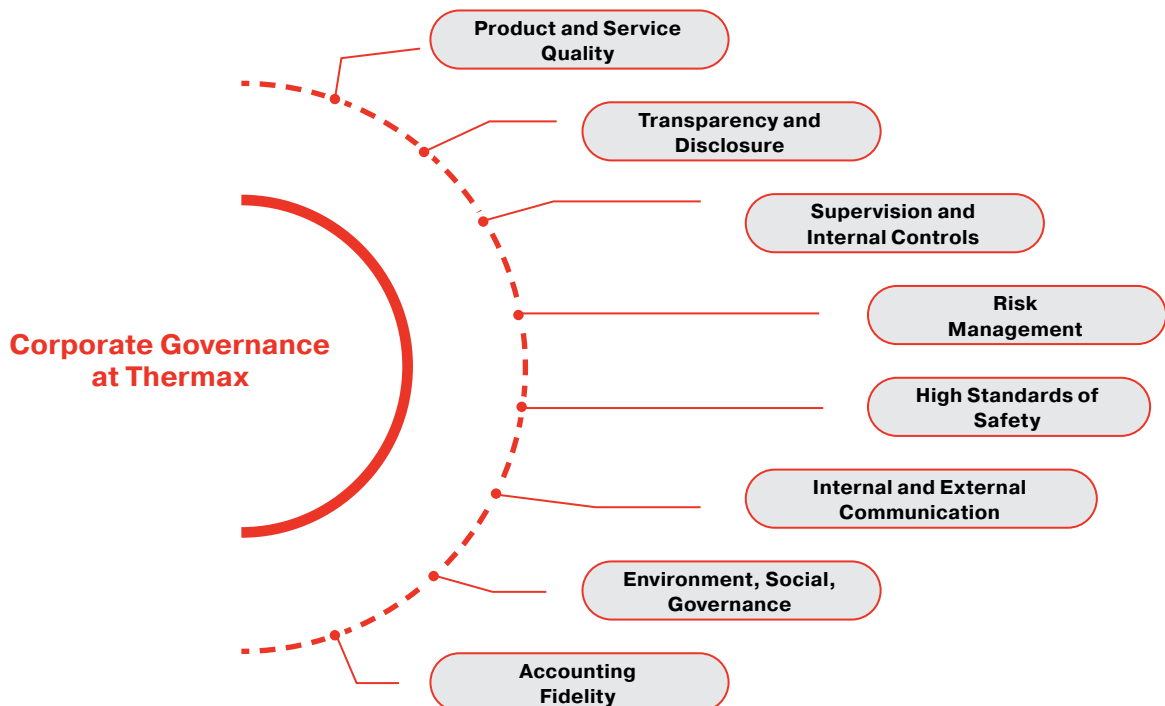 Product and Service
Quality
Transparency and
Disclosure
Supervision and
Internal Controls
Risk
Management
Corporate Governance
at Thermax
High Standards of
Safety
Internal and External
Communication
Environment, Social,
Governance
Accounting
Fidelity